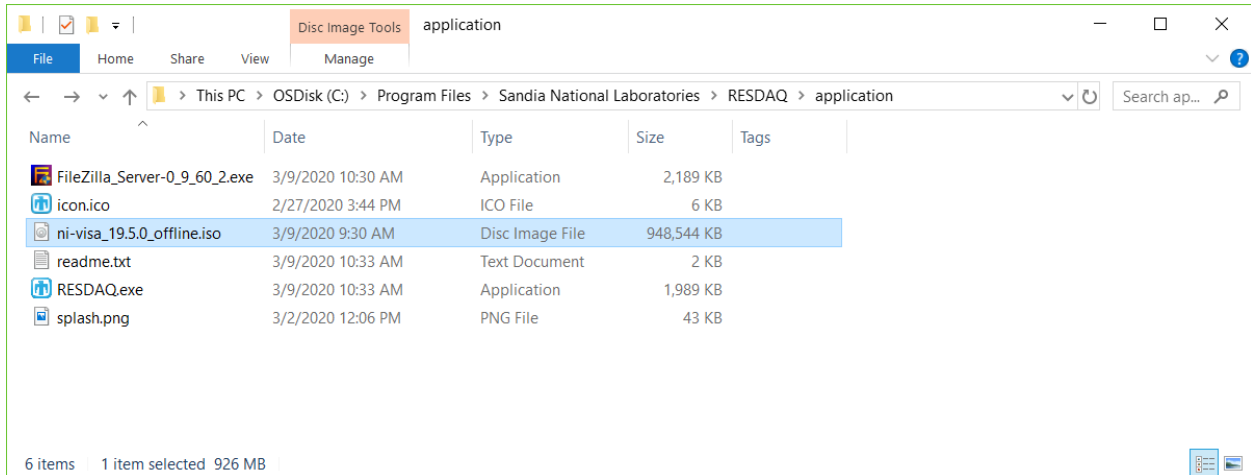 Disc Image Tools application
File Home Share View Manage
This PC > OSDisk (C:) > Program Files > Sandia National Laboratories > RESDAQ > application Search ap...
Name Date Type Size Tags
FileZilla_Server-0_9_60_2.exe 3/9/2020 10:30 AM Application 2,189 KB
icon.ico 2/27/2020 3:44 PM ICO File 6 KB
ni-visa_19.5.0_offline.iso 3/9/2020 9:30 AM Disc Image File 948,544 KB
readme.txt 3/9/2020 10:33 AM Text Document 2 KB
RESDAQ.exe 3/9/2020 10:33 AM Application 1,989 KB
splash.png 3/2/2020 12:06 PM PNG File 43 KB
6 items 1 item selected 926 MB